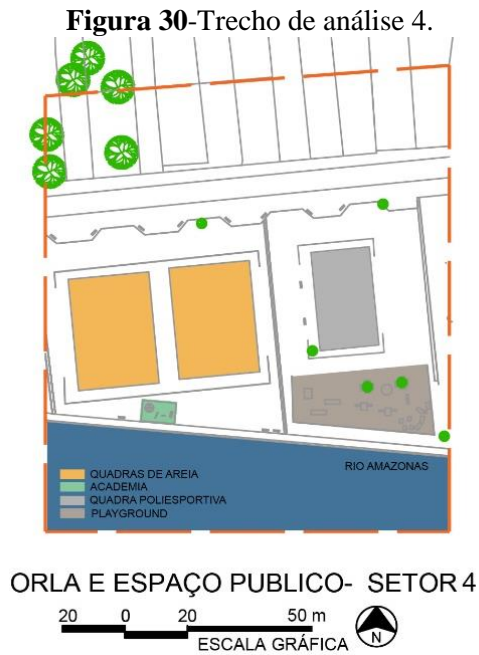 Figura 30-Trecho de análise 4.
RIO AMAZONAS
QUADRAS DE AREIA
ACADEMIA
QUADRA POLIESPORTIVA
PLAYGROUND
ORLA E ESPAÇO PUBLICO- SETOR 4
20 0 20 50 m
ESCALA GRÁFICA
N